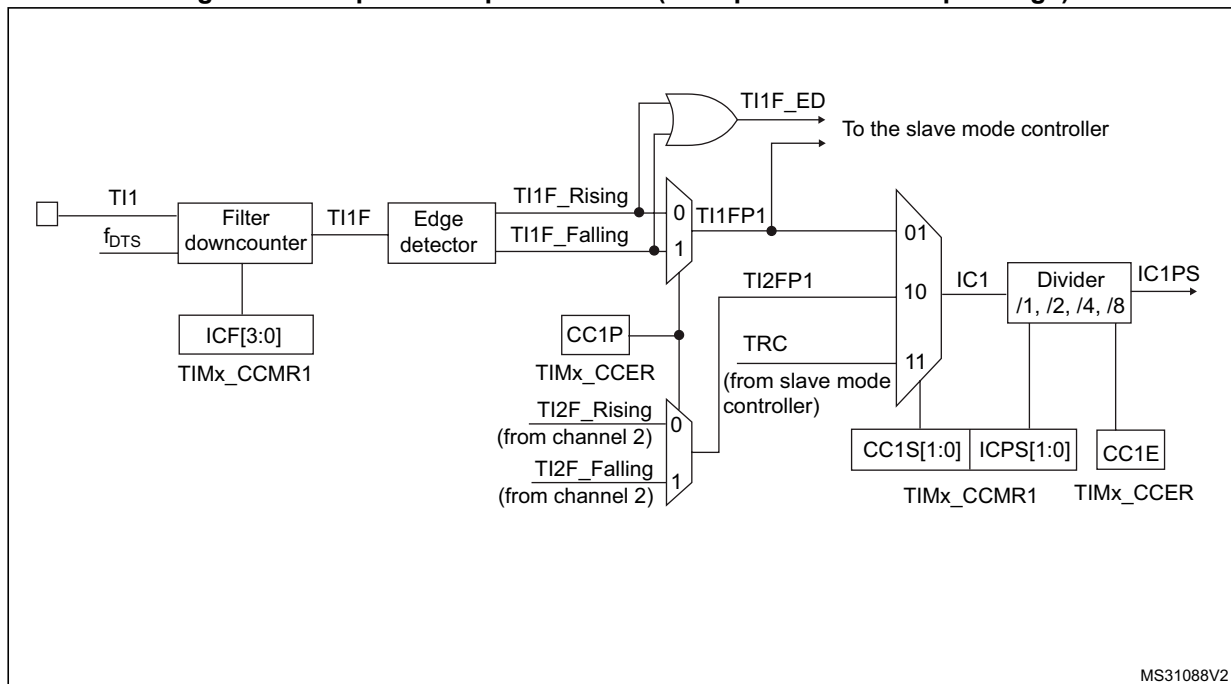 TI1F_ED
To the slave mode controller
TI1
f_DTS
Filter
downcounter
ICF[3:0]
TIMx_CCMR1
TI1F
Edge
detector
TI1F_Rising
TI1F_Falling
0
1
TI1FP1
TI2FP1
CC1P
TIMx_CCER
TI2F_Rising
(from channel 2)
TI2F_Falling
(from channel 2)
0
1
TRC
(from slave mode
controller)
01
10
11
IC1
Divider
/1, /2, /4, /8
IC1PS
CC1S[1:0] ICPS[1:0]
TIMx_CCMR1
CC1E
TIMx_CCER
MS31088V2